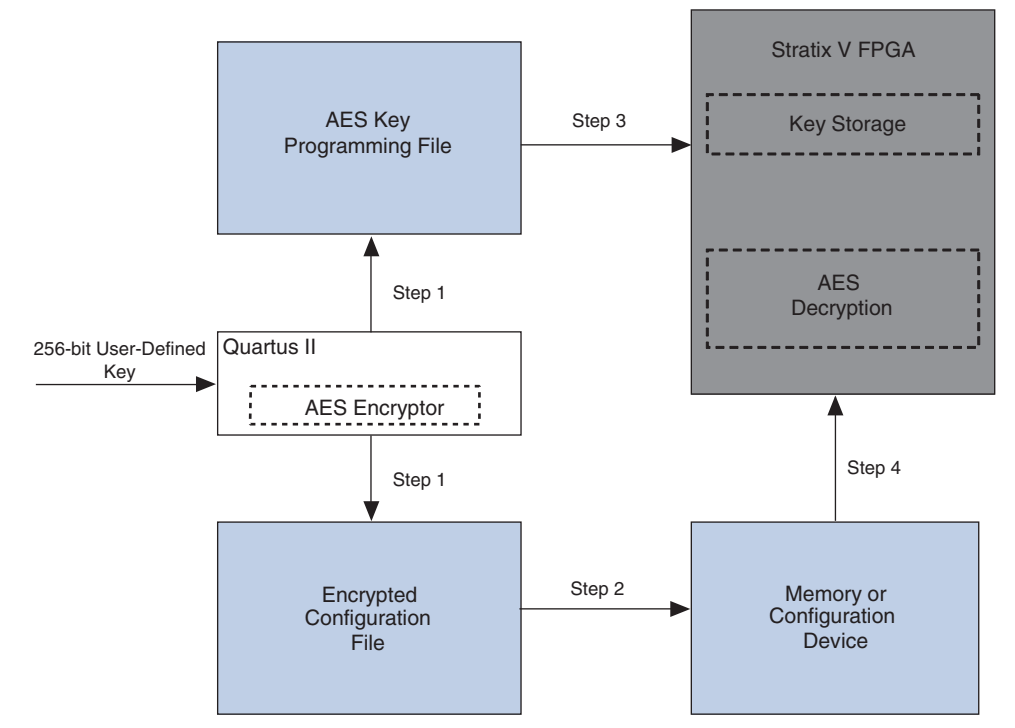 Stratix V FPGA
AES Key
Programming File
Step 3
Key Storage
AES
Decryption
Step 1
256-bit User-Defined
Key
Quartus II
AES Encryptor
Step 1
Step 4
Encrypted
Configuration
File
Step 2
Memory or
Configuration
Device